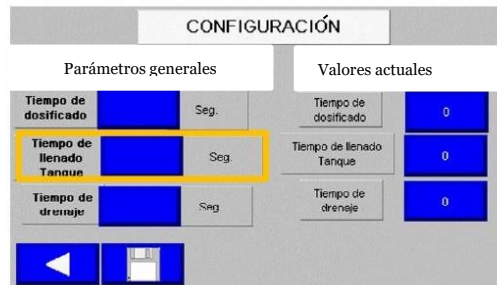 CONFIGURACIÓN
Parámetros generales
Valores actuales
Tiempo de
dosificado
Seg.
Tiempo de
dosificado
0
Tiempo de
llenado
Tanque
Seg.
Tiempo de llenado
Tanque
0
Tiempo de
drenaje
Seg.
Tiempo de
drenaje
0